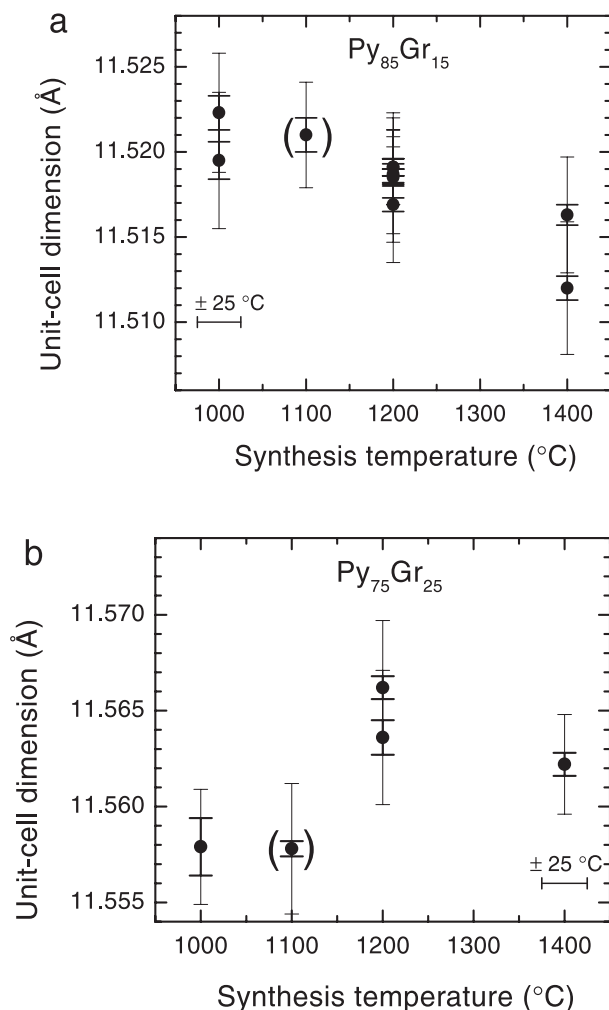 a
Py₈₅Gr₁₅
Unit-cell dimension (Å)
11.525
11.520
11.515
11.510
( )
± 25 °C
1000 1100 1200 1300 1400
Synthesis temperature (°C)
b
Py₇₅Gr₂₅
Unit-cell dimension (Å)
11.570
11.565
11.560
11.555
( )
± 25 °C
1000 1100 1200 1300 1400
Synthesis temperature (°C)